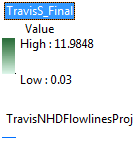 TravisS_Final
Value
High : 11.9848
Low : 0.03
TravisNHDFlowlinesProj